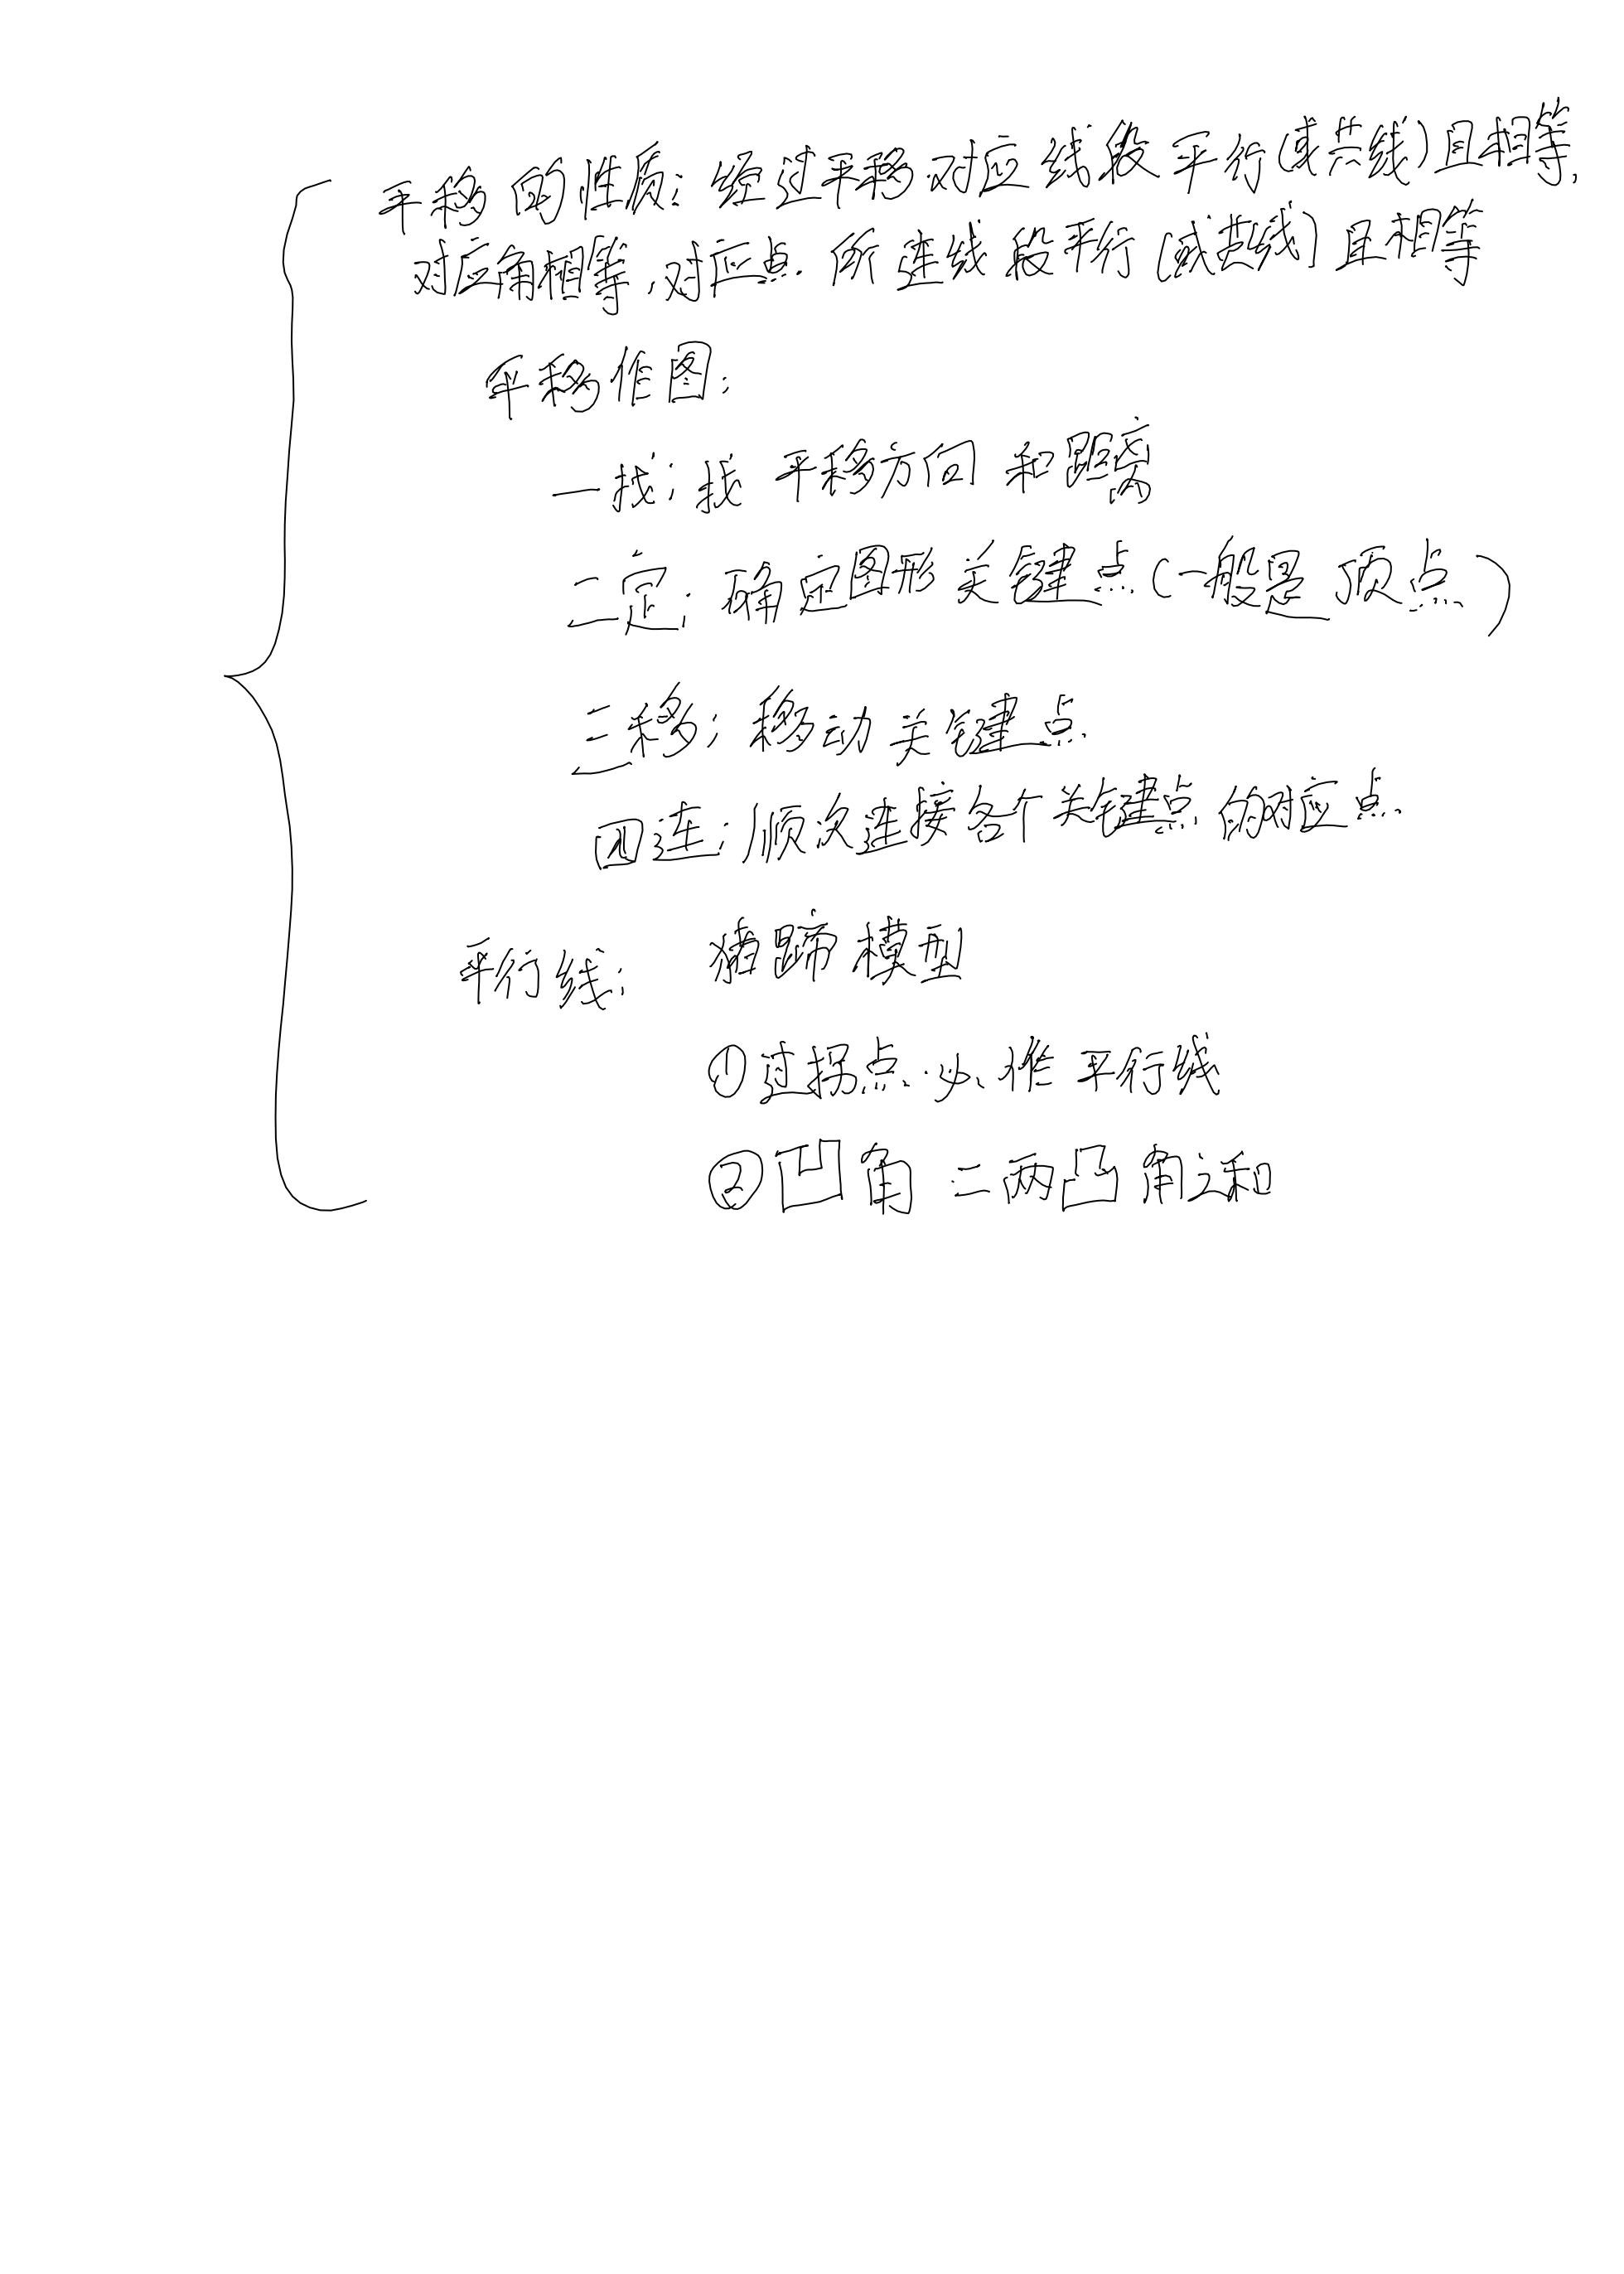 平移的性质:经过平移.对应线段平行(或共线)且相等,
对应角相等,对应点.所连线段平行(或共线)且相等
平移作图:
一找:找平移方向和距离
二定:确定图形关键点(一般是顶点)
三移:移动关键点
四连:顺次连接各个关键点的对应点.
平行线: 猪蹄模型
①过拐点.必作平行线
②凹角=两凸角之和